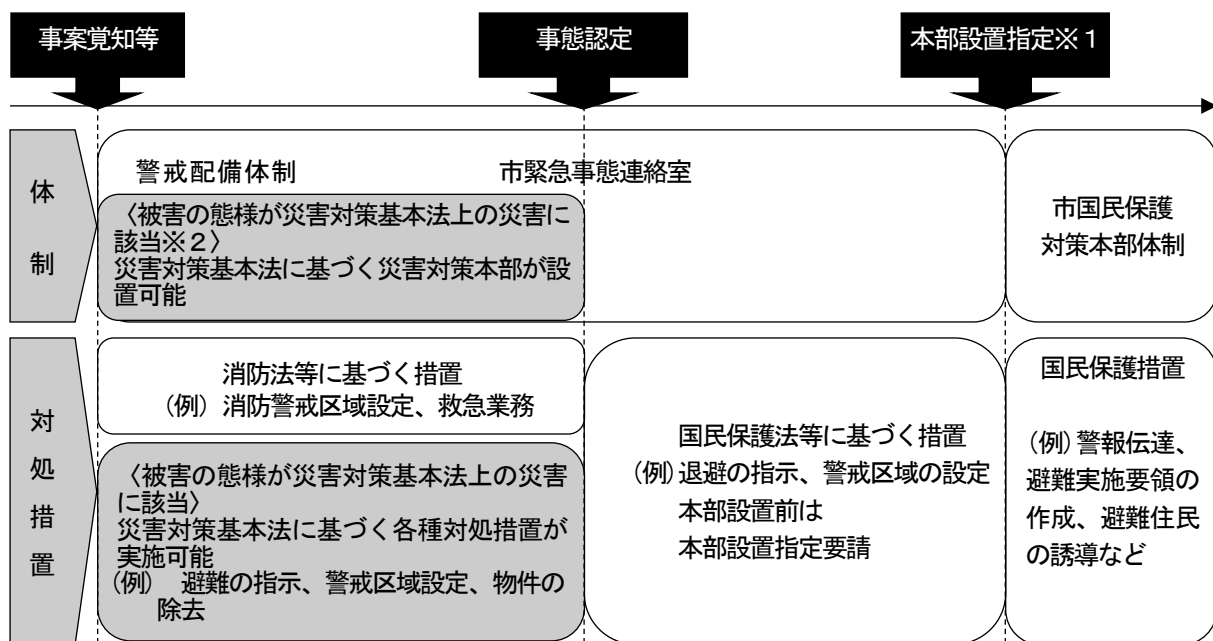 事案覚知等
事態認定
本部設置指定※1
体制
警戒配備体制
市緊急事態連絡室
〈被害の態様が災害対策基本法上の災害に
該当※2〉
災害対策基本法に基づく災害対策本部が設
置可能
市国民保護
対策本部体制
対処措置
消防法等に基づく措置
(例) 消防警戒区域設定、救急業務
〈被害の態様が災害対策基本法上の災害
に該当〉
災害対策基本法に基づく各種対処措置が
実施可能
(例) 避難の指示、警戒区域設定、物件の
除去
国民保護法等に基づく措置
(例) 退避の指示、警戒区域の設定
本部設置前は
本部設置指定要請
国民保護措置
(例) 警報伝達、
避難実施要領の
作成、避難住民
の誘導など